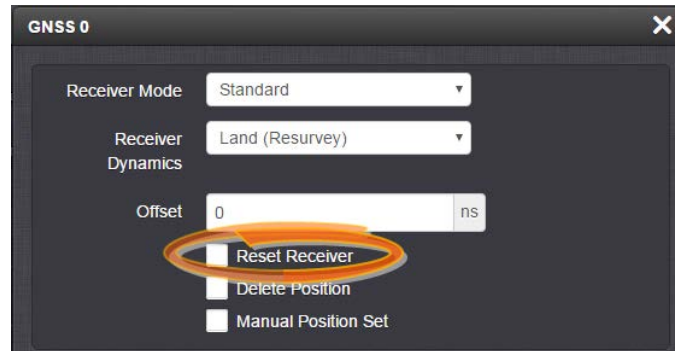 GNSS 0
Receiver Mode Standard
Receiver Land (Resurvey)
Dynamics
Offset 0 ns
Reset Receiver
Delete Position
Manual Position Set